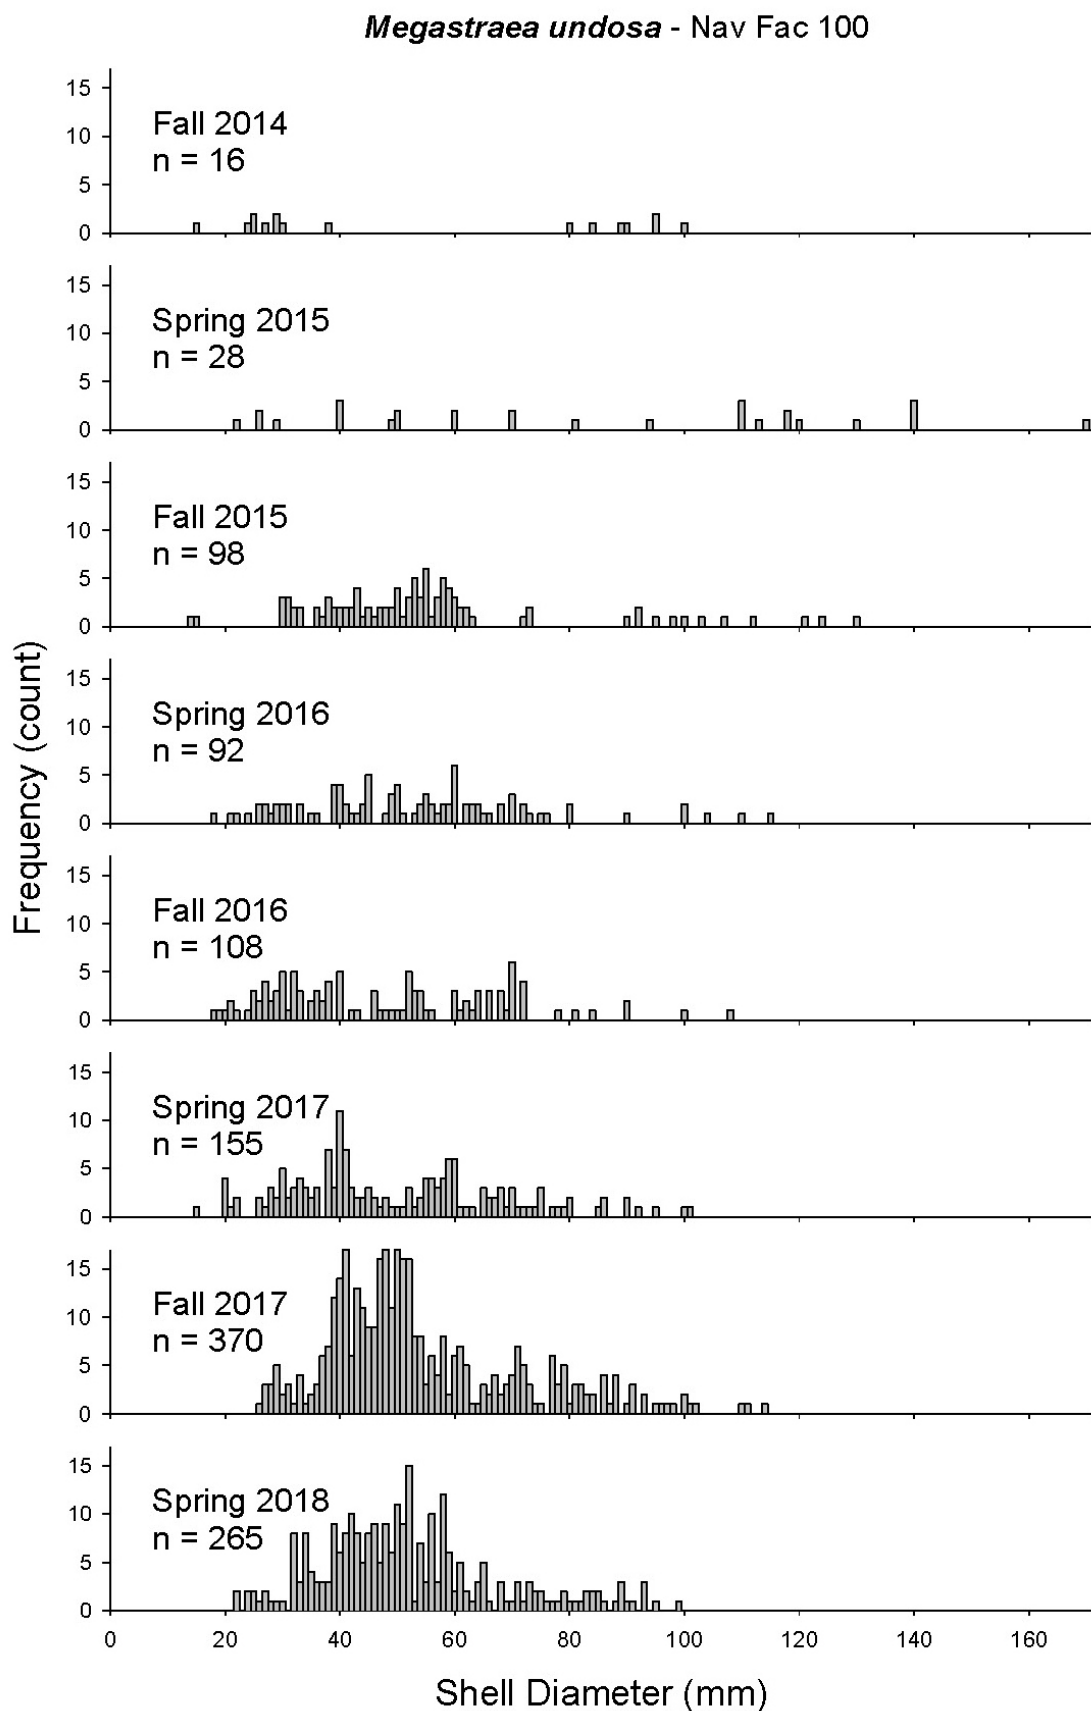 Megastraea undosa - Nav Fac 100
15
10
5
0
Fall 2014
n = 16
15
10
5
0
Spring 2015
n = 28
15
10
5
0
Fall 2015
n = 98
15
10
5
0
Spring 2016
n = 92
15
10
5
0
Fall 2016
n = 108
15
10
5
0
Spring 2017
n = 155
15
10
5
0
Fall 2017
n = 370
15
10
5
0
Spring 2018
n = 265
Frequency (count)
0 20 40 60 80 100 120 140 160
Shell Diameter (mm)